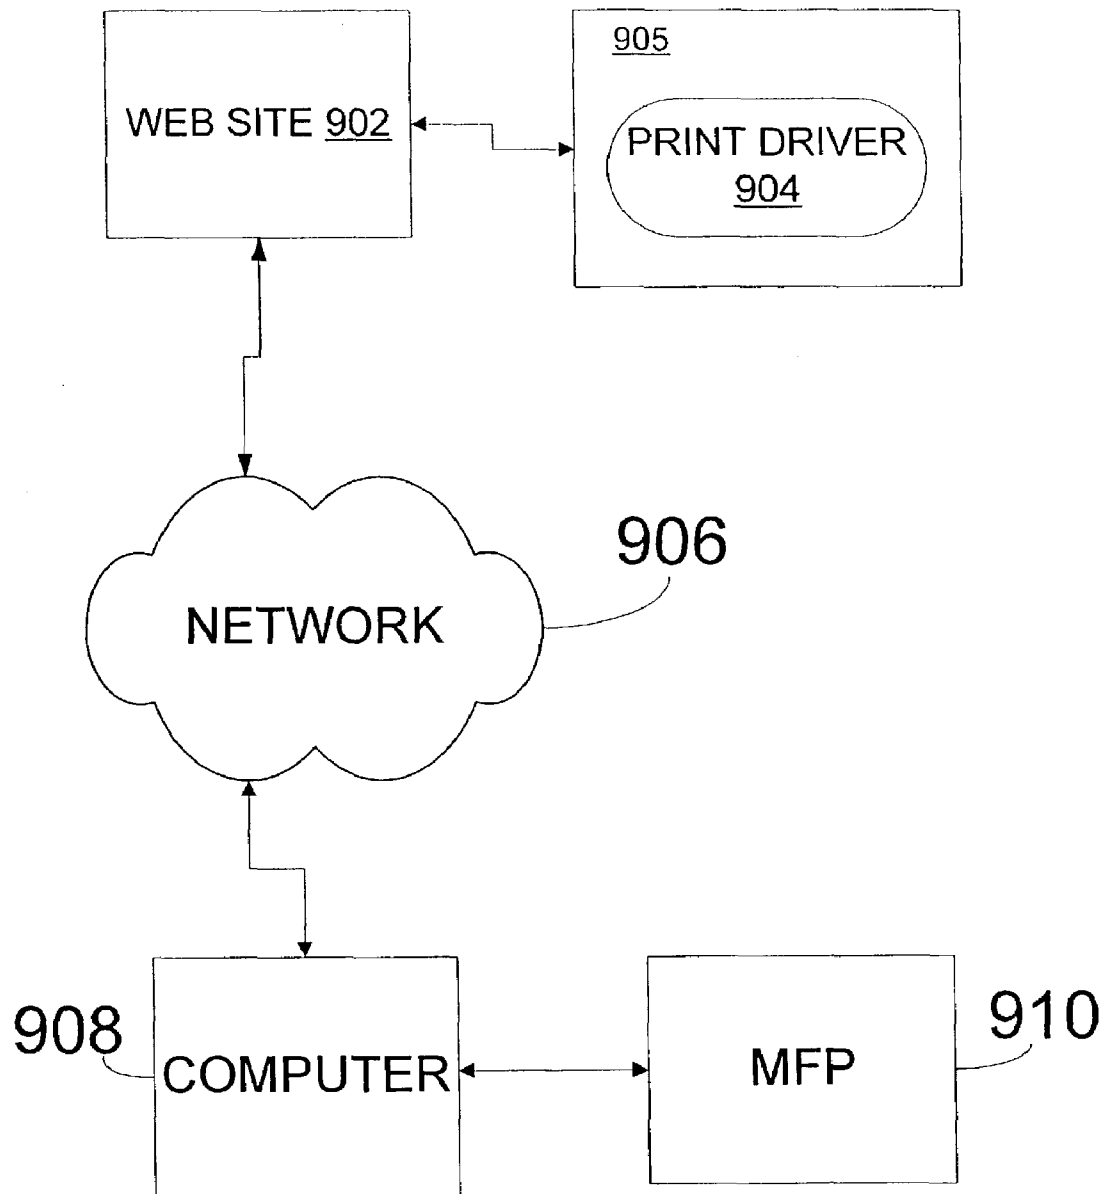 905
WEB SITE 902
PRINT DRIVER
904
906
NETWORK
908
COMPUTER
MFP
910